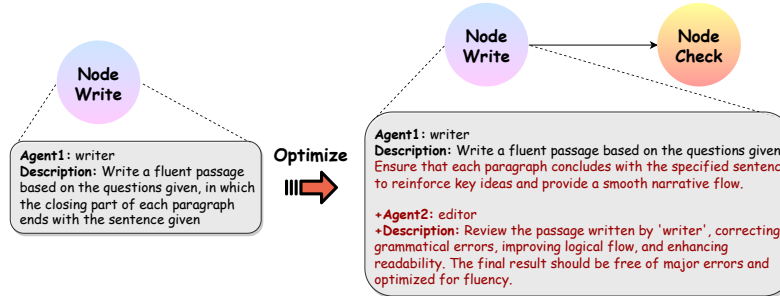 Node
Write
Agent1: writer
Description: Write a fluent passage
based on the questions given, in which
the closing part of each paragraph
ends with the sentence given
Optimize
Node
Write
Node
Check
Agent1: writer
Description: Write a fluent passage based on the questions given
Ensure that each paragraph concludes with the specified
to reinforce key ideas and provide a smooth narrative flow.
+Agent2: editor
+Description: Review the passage written by 'writer', correcting
grammatical errors, improving logical flow, and enhancing
readability. The final result should be free of major errors and
optimized for fluency.